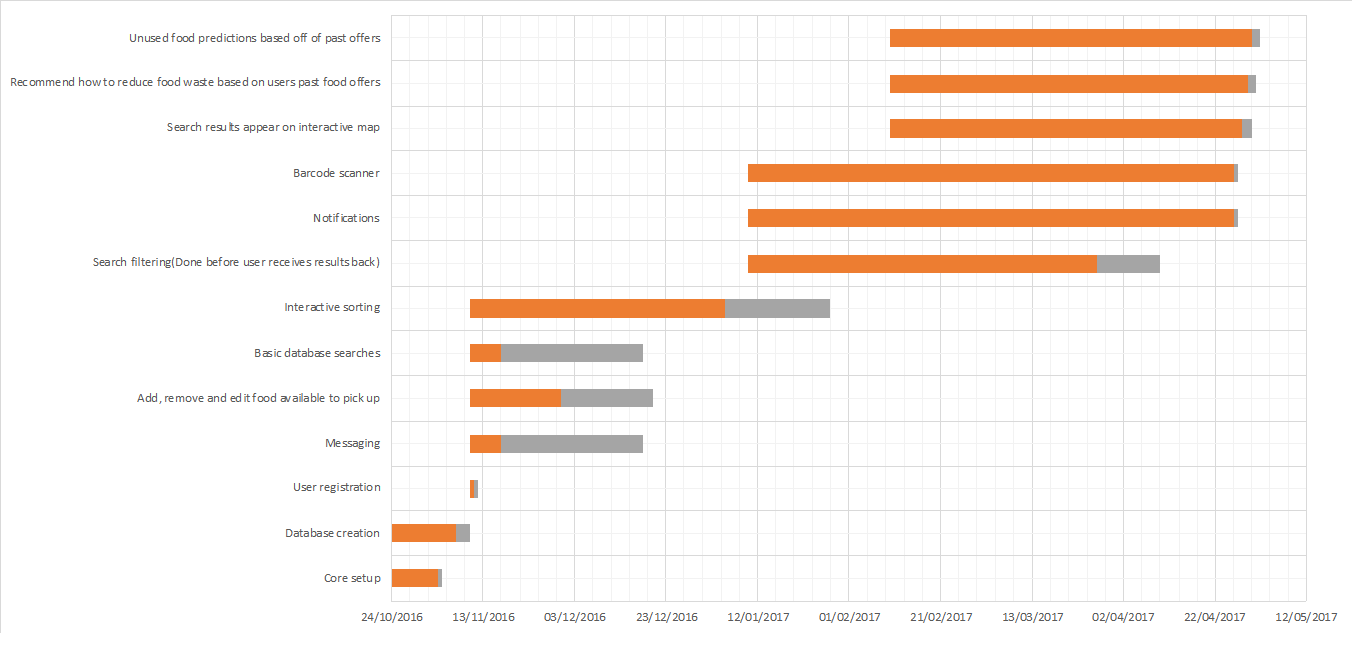 Unused food predictions based off of past offers
Recommend how to reduce food waste based on users past food offers
Search results appear on interactive map
Barcode scanner
Notifications
Search filtering(Done before user receives results back)
Interactive sorting
Basic database searches
Add, remove and edit food available to pick up
Messaging
User registration
Database creation
Core setup
24/10/2016 13/11/2016 03/12/2016 23/12/2016 12/01/2017 01/02/2017 21/02/2017 13/03/2017 02/04/2017 22/04/2017 12/05/2017